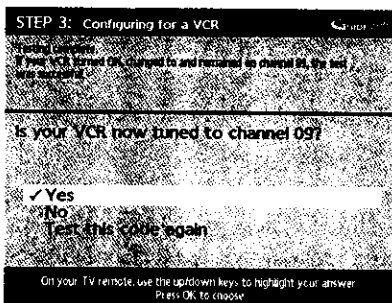 STEP 3: Configuring for a VCR
Testing complete.
If your VCR turned ON, changed to and remained on channel 09, the test
was successful.
Is your VCR now tuned to channel 09?
✓ Yes
No
Test this code again
On your TV remote, use the up/down keys to highlight your answer
Press OK to choose